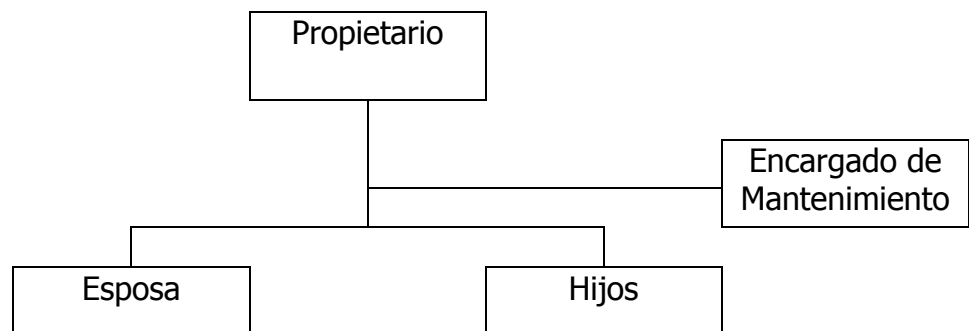 Propietario
Encargado de
Mantenimiento
Esposa
Hijos